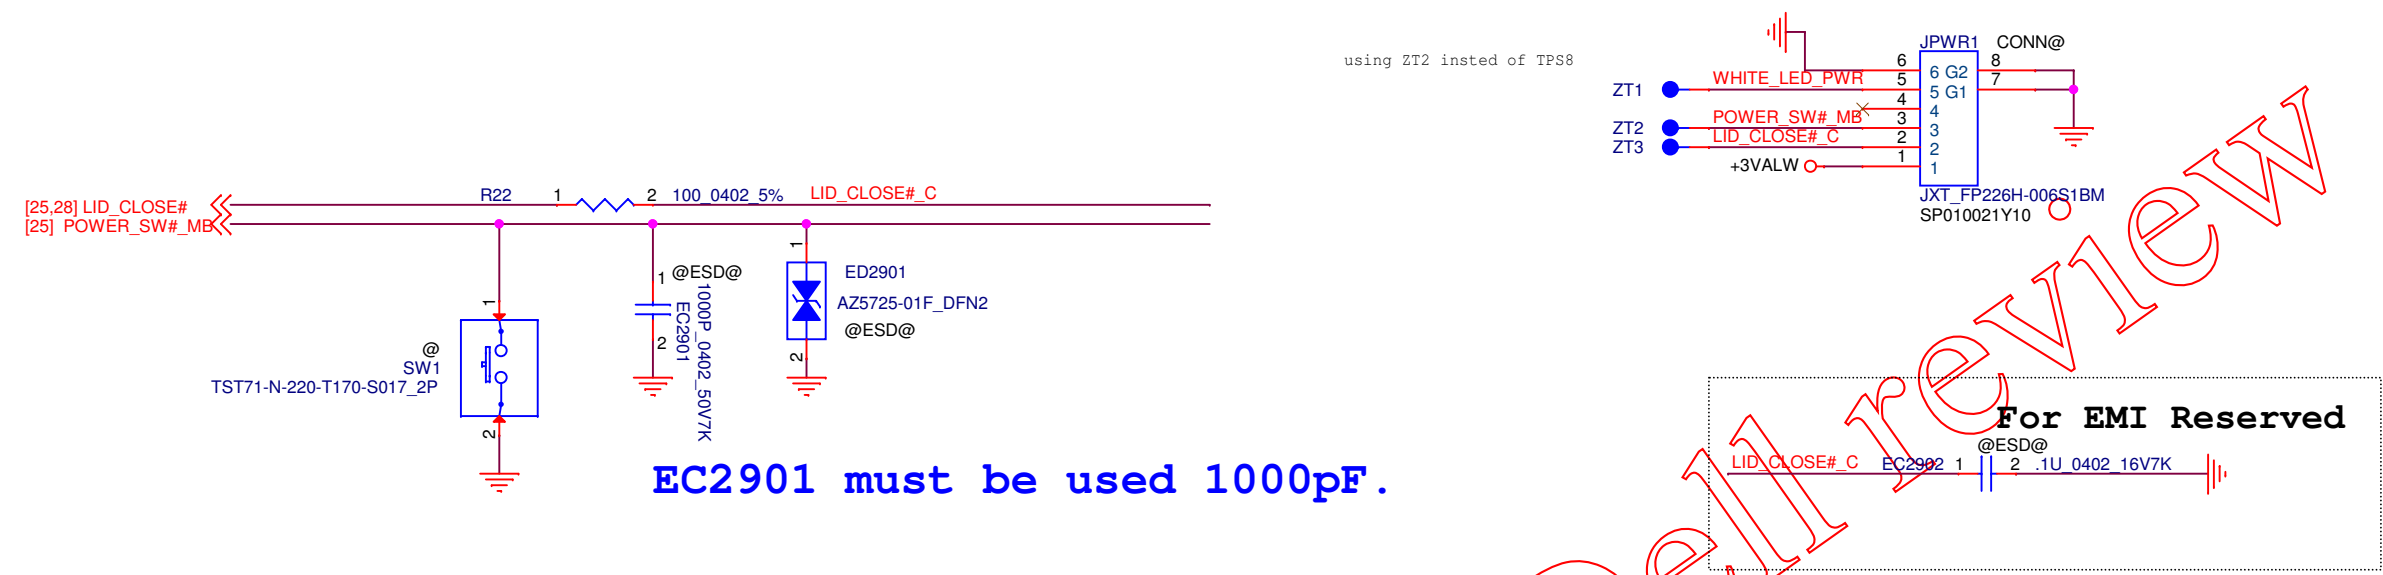 using ZT2 insted of TPS8
JPWR1 CONN@
6 6 G2 8
ZT1 WHITE_LED_PWR 5 5 G1 7
4 4
ZT2 POWER_SW#_MB 3 3
ZT3 LID_CLOSE#_C 2 2
+3VALW 1 1
JXT_FP226H-006S1BM
SP010021Y10
R22 1 2 100_0402_5% LID_CLOSE#_C
[25,28] LID_CLOSE#
[25] POWER_SW#_MB
1
@
SW1
TST71-N-220-T170-S017_2P
2
1 @ESD@
1000P_0402_50V7K
EC2901
2
1
ED2901
AZ5725-01F_DFN2
@ESD@
2
EC2901 must be used 1000pF.
For EMI Reserved
@ESD@
LID_CLOSE#_C EC2902 1 2 .1U_0402_16V7K
ell review